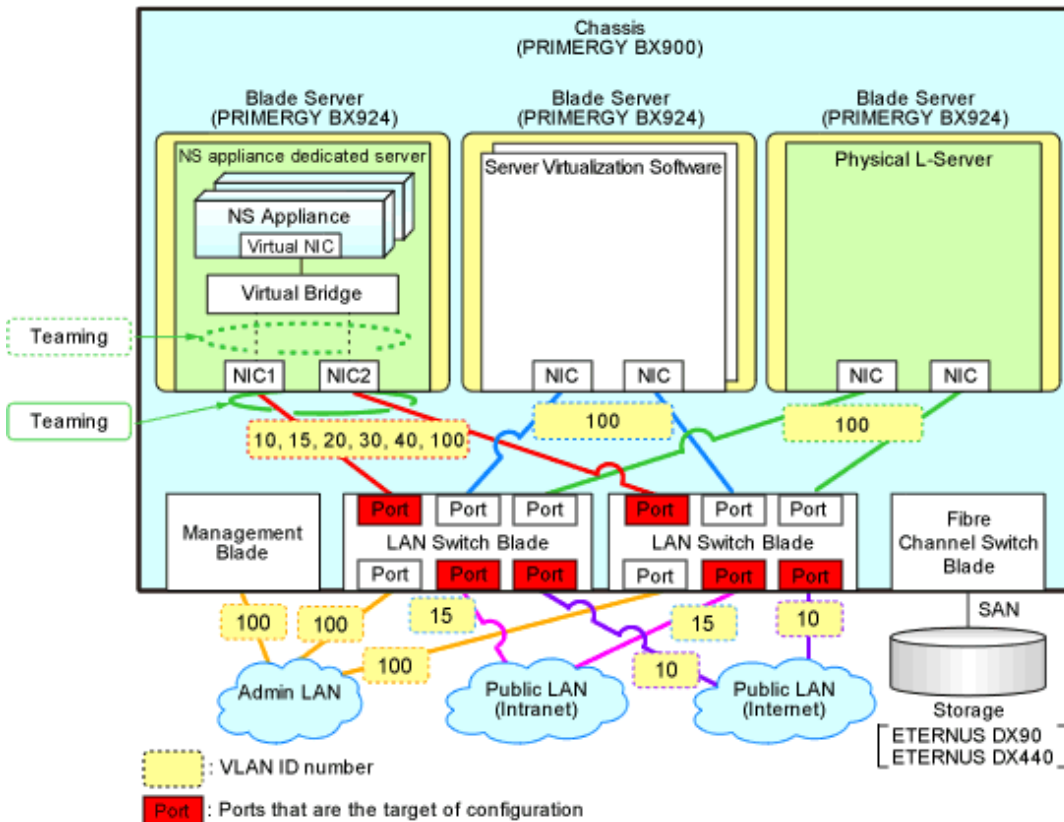 Chassis
(PRIMERGY BX900)
Blade Server
(PRIMERGY BX924)
Blade Server
(PRIMERGY BX924)
Blade Server
(PRIMERGY BX924)
NS appliance dedicated server
NS Appliance
Virtual NIC
Virtual Bridge
Server Virtualization Software
Physical L-Server
Teaming
NIC1
NIC2
NIC
NIC
NIC
NIC
Teaming
10, 15, 20, 30, 40, 100
100
100
Management
Blade
Port
Port
Port
LAN Switch Blade
Port
Port
Port
Port
Port
Port
LAN Switch Blade
Port
Port
Port
Fibre
Channel Switch
Blade
100
100
100
15
15
10
10
SAN
Admin LAN
Public LAN
(Intranet)
Public LAN
(Internet)
Storage
ETERNUS DX90
ETERNUS DX440
: VLAN ID number
Port : Ports that are the target of configuration